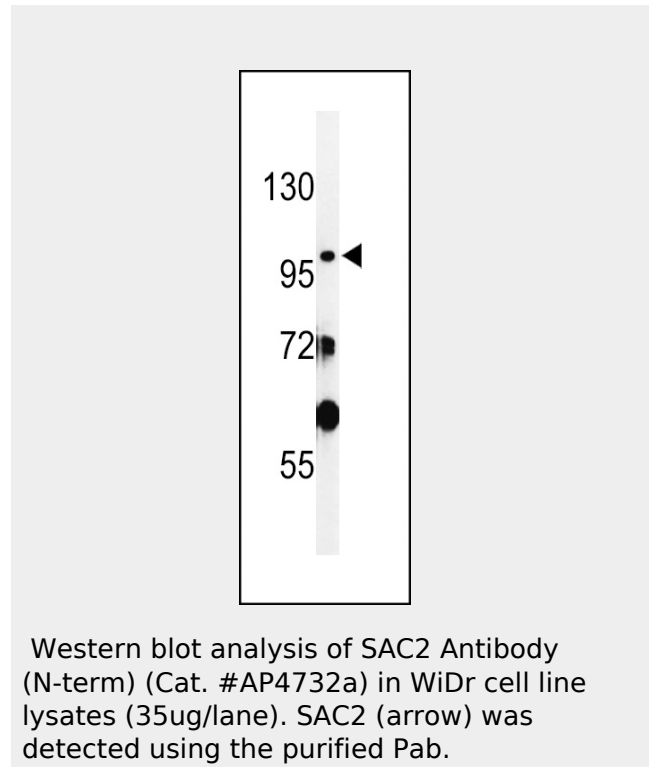 130
95
72
55
Western blot analysis of SAC2 Antibody
(N-term) (Cat. #AP4732a) in WiDr cell line
lysates (35ug/lane). SAC2 (arrow) was
detected using the purified Pab.